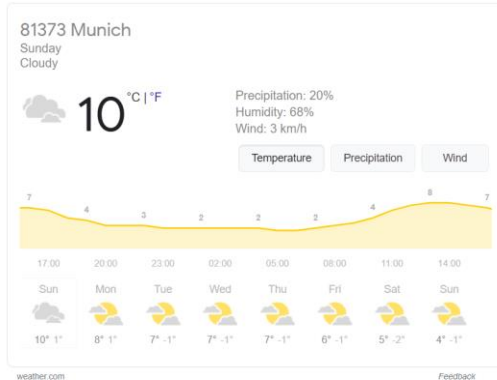 81373 Munich
Sunday
Cloudy
10 °C | °F
Precipitation: 20%
Humidity: 68%
Wind: 3 km/h
Temperature Precipitation Wind
7 4 3 2 2 2 4 8 7
17:00 20:00 23:00 02:00 05:00 08:00 11:00 14:00
Sun Mon Tue Wed Thu Fri Sat Sun
10° 1° 8° 1° 7° -1° 7° -1° 7° -1° 6° -1° 5° -2° 4° -1°
weather.com Feedback